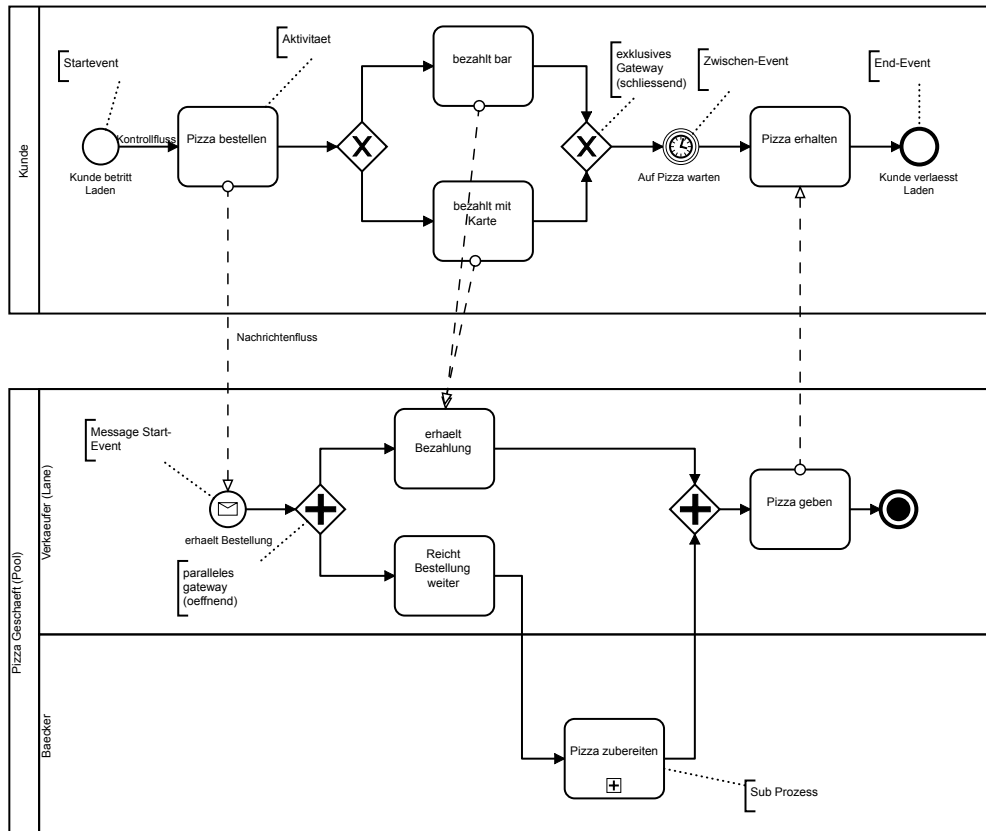 Kunde
Startevent
Aktivitaet
bezahlt bar
exklusives
Gateway
(schliessend)
Zwischen-Event
End-Event
Kontrollfluss
Pizza bestellen
Pizza erhalten
Kunde betritt
Laden
Auf Pizza warten
Kunde verlaesst
Laden
bezahlt mit
Karte
Nachrichtenfluss
Pizza Geschaeft (Pool)
Verkaeufer (Lane)
Message Start-
Event
erhaelt
Bezahlung
Pizza geben
erhaelt Bestellung
paralleles
gateway
(oeffnend)
Reicht
Bestellung
weiter
Baecker
Pizza zubereiten
Sub Prozess